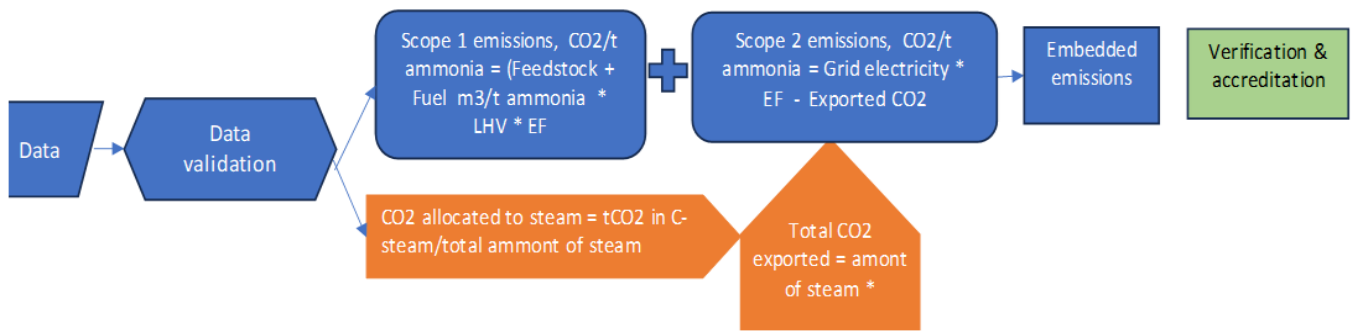 Data
Data
validation
Scope 1 emissions, CO2/t
ammonia = (Feedstock +
Fuel m3/t ammonia *
LHV * EF
Scope 2 emissions, CO2/t
ammonia = Grid electricity *
EF - Exported CO2
Embedded
emissions
Verification &
accreditation
CO2 allocated to steam = tCO2 in C-
steam/total ammont of steam
Total CO2
exported = amont
of steam *